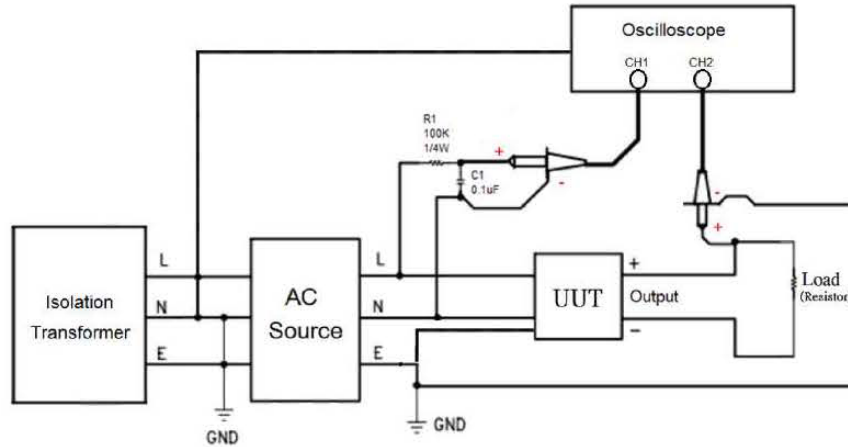 Oscilloscope
CH1
CH2
R1
100K
1/4W
+
-
C1
0.1uF
-
+
L
L
+
Isolation
Transformer
N
AC
Source
N
UUT
Output
Load
(Resistor
E
E
−
GND
GND